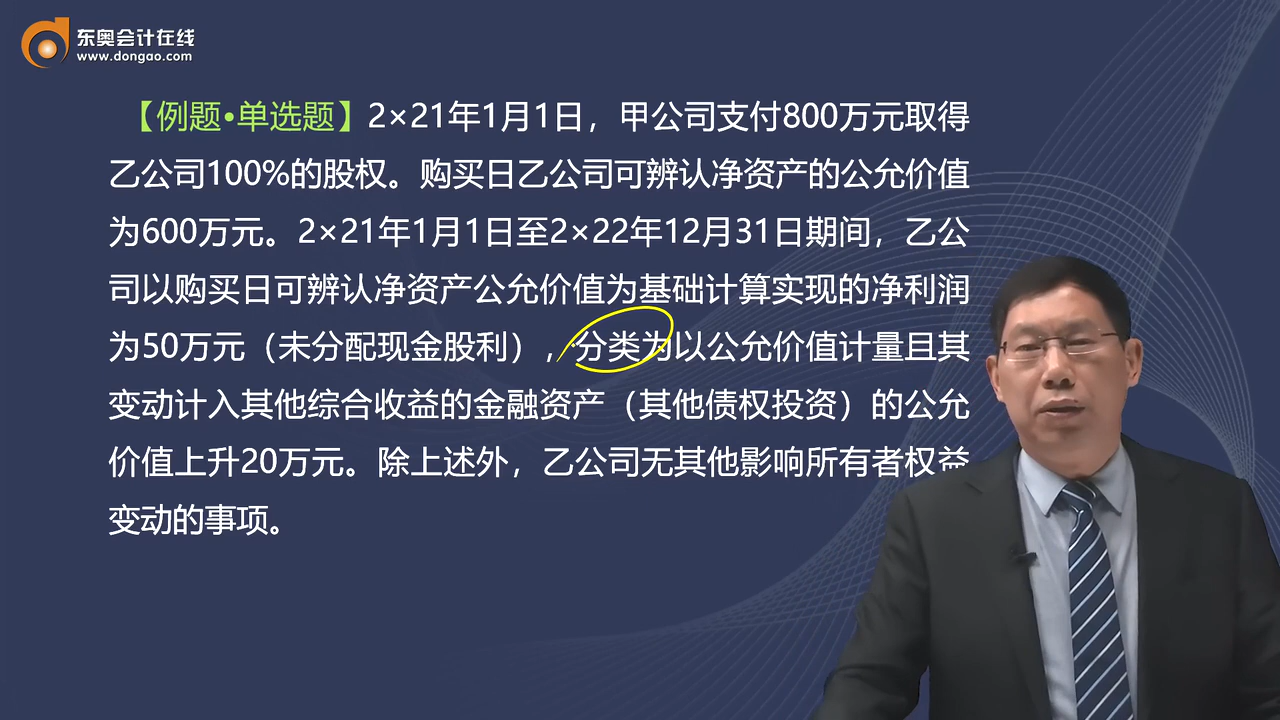 东奥会计在线
www.dongao.com
【例题•单选题】2×21年1月1日，甲公司支付800万元取得
乙公司100%的股权。购买日乙公司可辨认净资产的公允价值
为600万元。2×21年1月1日至2×22年12月31日期间，乙公
司以购买日可辨认净资产公允价值为基础计算实现的净利润
为50万元（未分配现金股利），分类为以公允价值计量且其
变动计入其他综合收益的金融资产（其他债权投资）的公允
价值上升20万元。除上述外，乙公司无其他影响所有者权益
变动的事项。